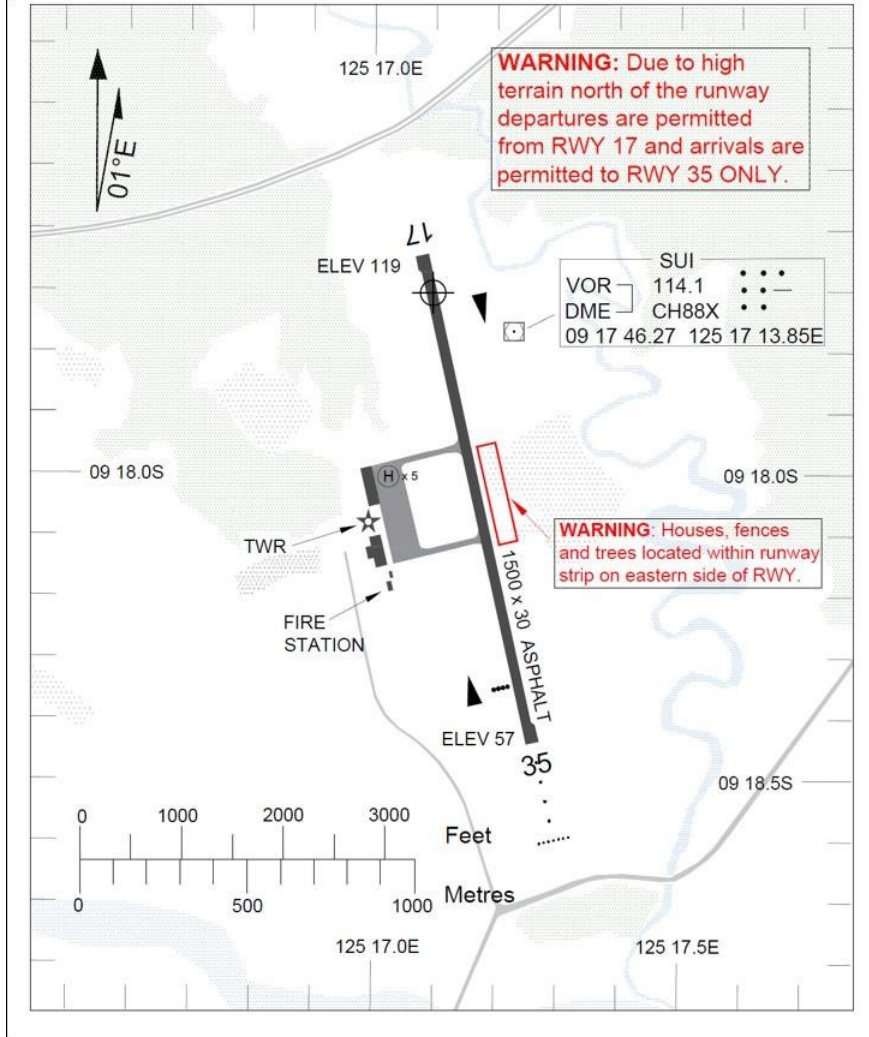 125 17.0E
WARNING: Due to high
terrain north of the runway
departures are permitted
from RWY 17 and arrivals are
permitted to RWY 35 ONLY.
01°E
17
ELEV 119
SUI
VOR 114.1
DME CH88X
09 17 46.27 125 17 13.85E
09 18.0S
H x 5
09 18.0S
TWR
WARNING: Houses, fences
and trees located within runway
strip on eastern side of RWY.
1500 x 30 ASPHALT
FIRE
STATION
ELEV 57
35
09 18.5S
0 1000 2000 3000
Feet
Metres
0 500 1000
125 17.0E
125 17.5E